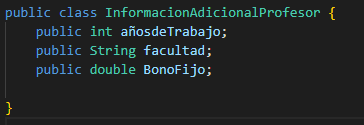 public class InformacionAdicionalProfesor {
public int añosdeTrabajo;
public String facultad;
public double BonoFijo;
}